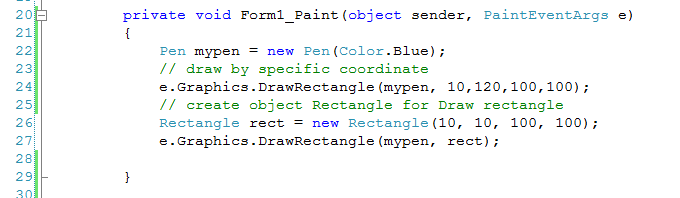 20 private void Form1_Paint(object sender, PaintEventArgs e)
21 {
22 Pen mypen = new Pen(Color.Blue);
23 // draw by specific coordinate
24 e.Graphics.DrawRectangle(mypen, 10,120,100,100);
25 // create object Rectangle for Draw rectangle
26 Rectangle rect = new Rectangle(10, 10, 100, 100);
27 e.Graphics.DrawRectangle(mypen, rect);
28
29 }
30